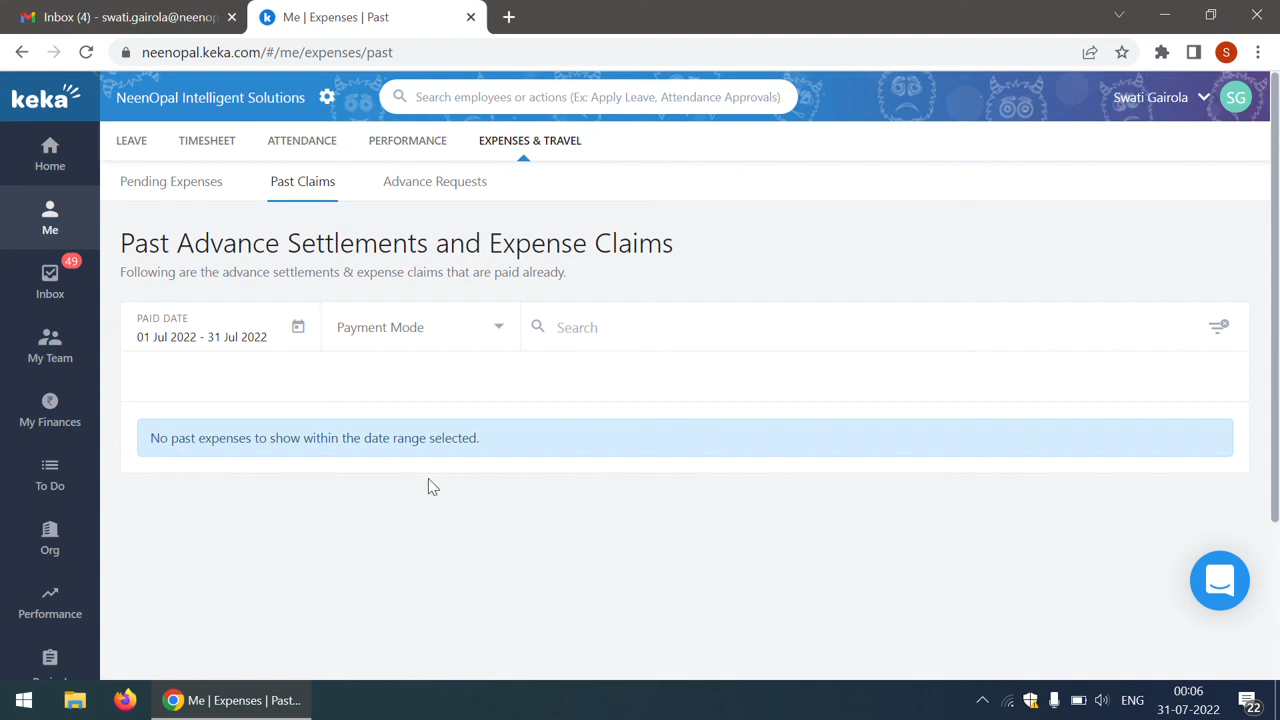 Inbox (4) - swati.gairola@neenop
Me | Expenses | Past
neenopal.keka.com/#/me/expenses/past
S
keka
NeenOpal Intelligent Solutions
Search employees or actions (Ex: Apply Leave, Attendance Approvals)
Swati Gairola
SG
LEAVE
TIMESHEET
ATTENDANCE
PERFORMANCE
EXPENSES & TRAVEL
Pending Expenses
Past Claims
Advance Requests
Home
Me
49
Inbox
My Team
My Finances
To Do
Org
Performance
Past Advance Settlements and Expense Claims
Following are the advance settlements & expense claims that are paid already.
PAID DATE
01 Jul 2022 - 31 Jul 2022
Payment Mode
Search
No past expenses to show within the date range selected.
Me | Expenses | Past...
ENG
00:06
31-07-2022
22